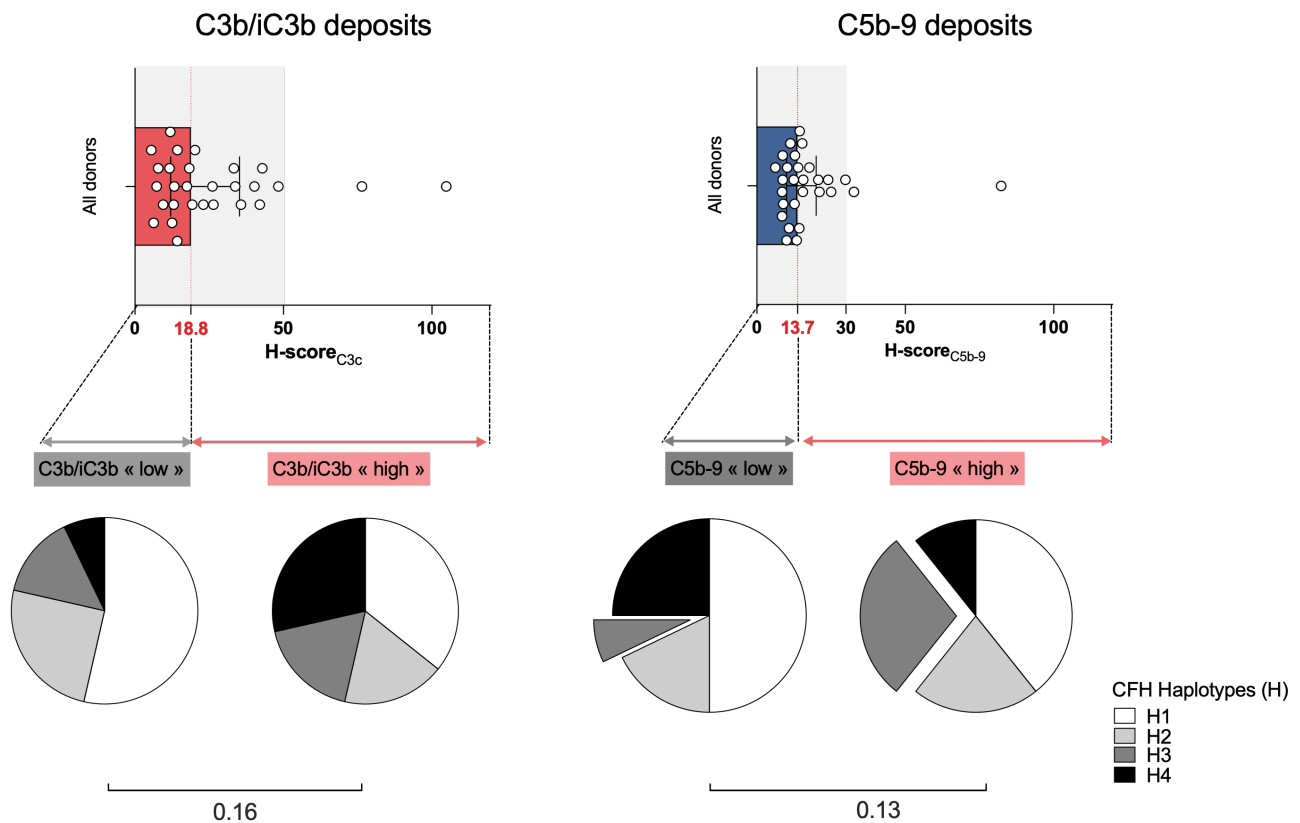 C3b/iC3b deposits
All donors
0 18.8 50 100
H-scoreC3c
C3b/iC3b « low »
C3b/iC3b « high »
0.16
C5b-9 deposits
All donors
0 13.7 30 50 100
H-scoreC5b-9
C5b-9 « low »
C5b-9 « high »
0.13
CFH Haplotypes (H)
H1
H2
H3
H4